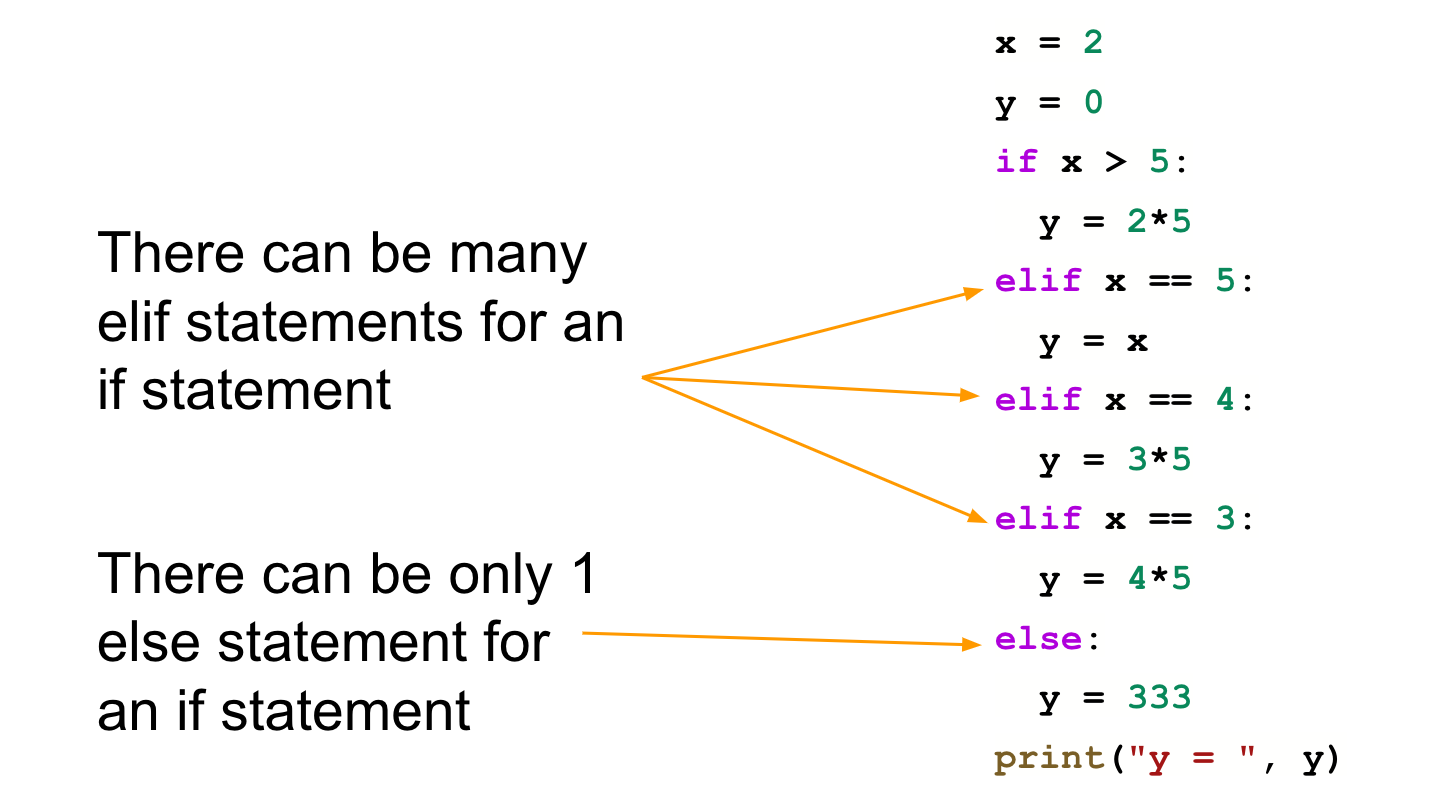 There can be many
elif statements for an
if statement
There can be only 1
else statement for
an if statement
x = 2
y = 0
if x > 5:
  y = 2*5
elif x == 5:
  y = x
elif x == 4:
  y = 3*5
elif x == 3:
  y = 4*5
else:
  y = 333
print("y = ", y)